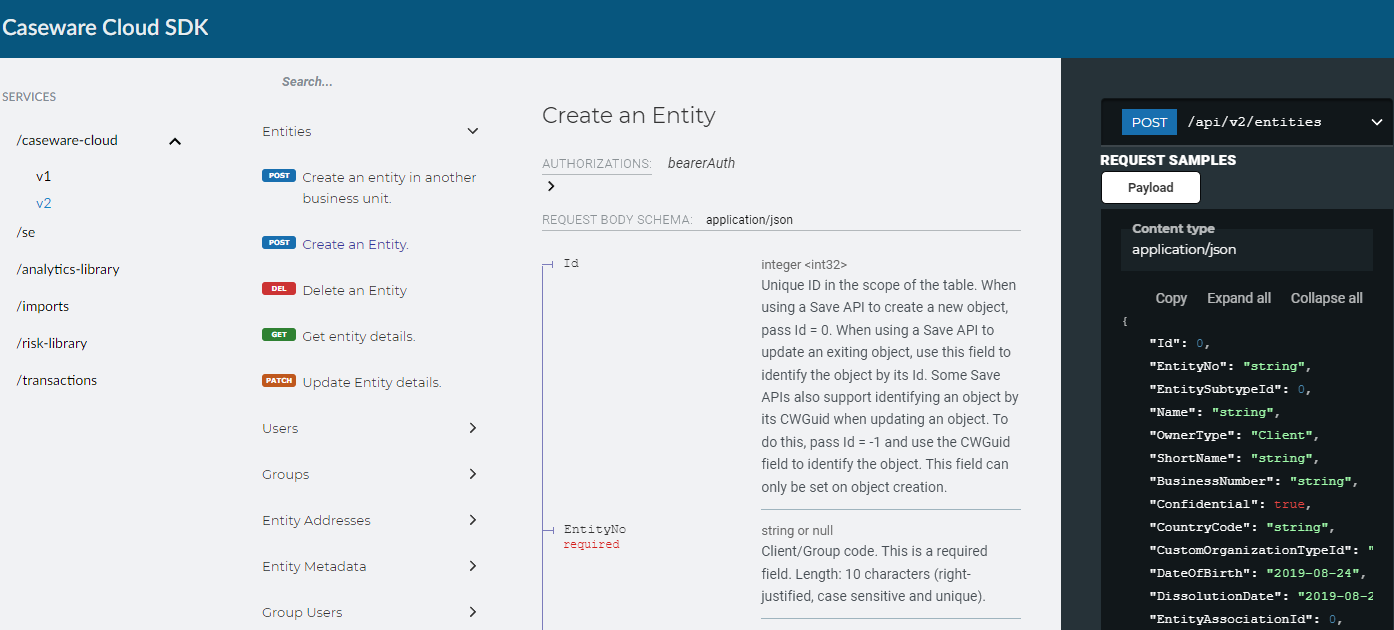 Caseware Cloud SDK
SERVICES
/caseware-cloud
v1
v2
/se
/analytics-library
/imports
/risk-library
/transactions
Search...
Entities
POST Create an entity in another
business unit.
POST Create an Entity.
DEL Delete an Entity
GET Get entity details.
PATCH Update Entity details.
Users
Groups
Entity Addresses
Entity Metadata
Group Users
Create an Entity
AUTHORIZATIONS: bearerAuth
REQUEST BODY SCHEMA: application/json
Id
integer <int32>
Unique ID in the scope of the table. When
using a Save API to create a new object,
pass Id = 0. When using a Save API to
update an exiting object, use this field to
identify the object by its Id. Some Save
APIs also support identifying an object by
its CWGuid when updating an object. To
do this, pass Id = -1 and use the CWGuid
field to identify the object. This field can
only be set on object creation.
EntityNo
required
string or null
Client/Group code. This is a required
field. Length: 10 characters (right-
justified, case sensitive and unique).
POST /api/v2/entities
REQUEST SAMPLES
Payload
Content type
application/json
Copy Expand all Collapse all
{
"Id": 0,
"EntityNo": "string",
"EntitySubtypeId": 0,
"Name": "string",
"OwnerType": "Client",
"ShortName": "string",
"BusinessNumber": "string",
"Confidential": true,
"CountryCode": "string",
"CustomOrganizationTypeId": "
"DateOfBirth": "2019-08-24",
"DissolutionDate": "2019-08-2
"EntityAssociationId": 0,